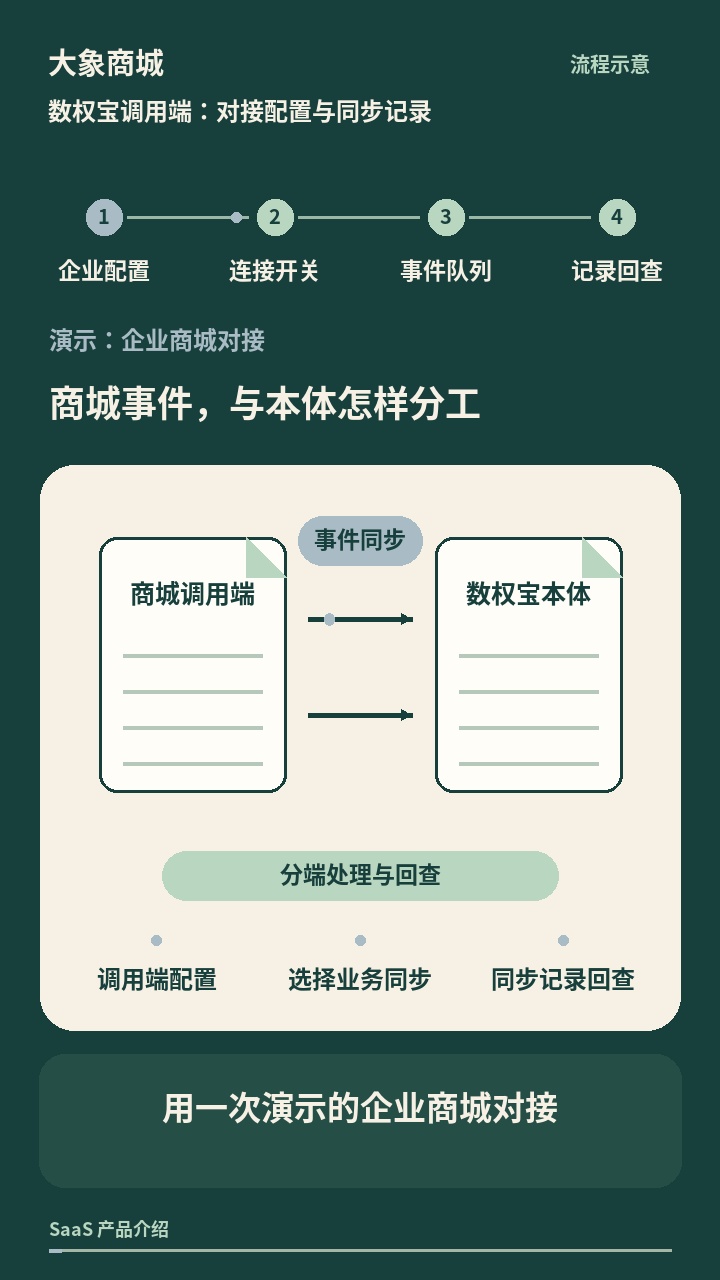 大象商城
流程示意
数权宝调用端：对接配置与同步记录
1
2
3
4
企业配置
连接开关
事件队列
记录回查
演示：企业商城对接
商城事件，与本体怎样分工
事件同步
商城调用端
数权宝本体
分端处理与回查
调用端配置
选择业务同步
同步记录回查
用一次演示的企业商城对接
SaaS 产品介绍